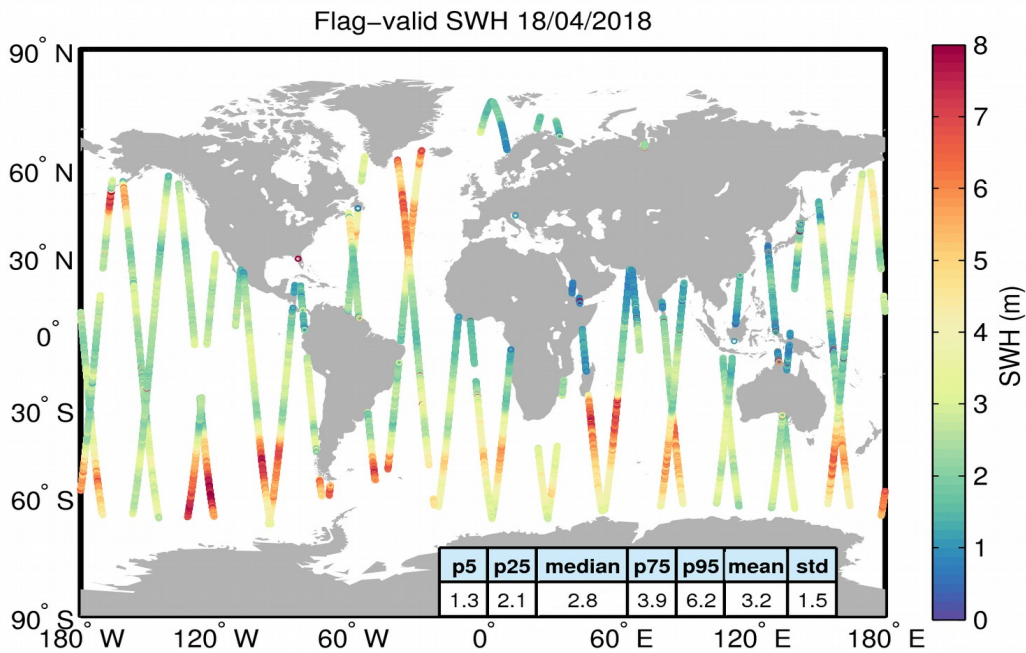 Flag−valid SWH 18/04/2018
90° N
60° N
30° N
0°
30° S
60° S
90° S
180° W
120° W
60° W
0°
60° E
120° E
180° E
p5 p25 median p75 p95 mean std
1.3 2.1 2.8 3.9 6.2 3.2 1.5
8
7
6
5
4
3
2
1
0
SWH (m)